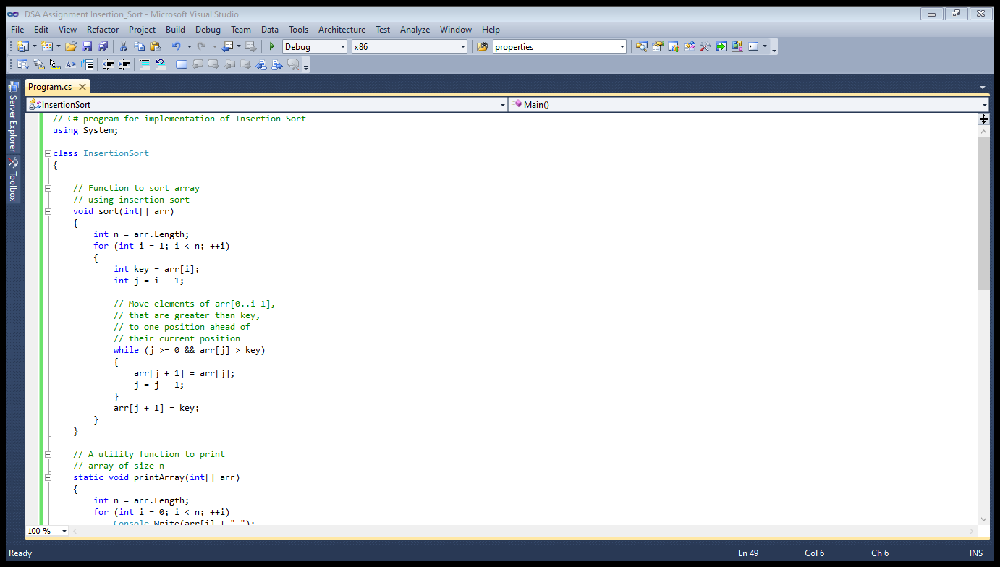 DSA Assignment Insertion_Sort - Microsoft Visual Studio
File Edit View Refactor Project Build Debug Team Data Tools Architecture Test Analyze Window Help
Debug x86 properties
Program.cs
Server Explorer
Toolbox
InsertionSort Main()
// C# program for implementation of Insertion Sort
using System;
class InsertionSort
{
// Function to sort array
// using insertion sort
void sort(int[] arr)
{
int n = arr.Length;
for (int i = 1; i < n; ++i)
{
int key = arr[i];
int j = i - 1;
// Move elements of arr[0..i-1],
// that are greater than key,
// to one position ahead of
// their current position
while (j >= 0 && arr[j] > key)
{
arr[j + 1] = arr[j];
j = j - 1;
}
arr[j + 1] = key;
}
}
// A utility function to print
// array of size n
static void printArray(int[] arr)
{
int n = arr.Length;
for (int i = 0; i < n; ++i)
Console.Write(arr[i] + " ");
100 %
Ready Ln 49 Col 6 Ch 6 INS